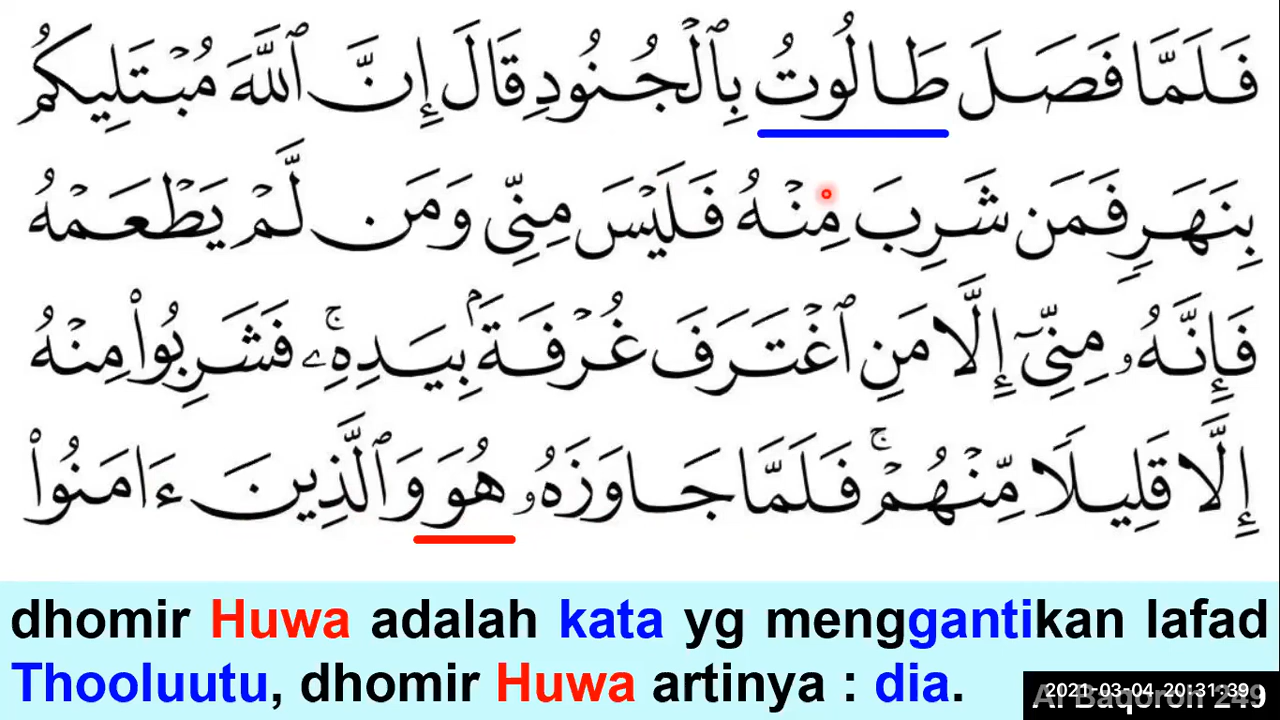 فَلَمَّا فَصَلَ طَالُوتُ بِٱلْجُنُودِ قَالَ إِنَّ ٱللَّهَ مُبْتَلِيكُم
بِنَهَرٍ فَمَن شَرِبَ مِنْهُ فَلَيْسَ مِنِّى وَمَن لَّمْ يَطْعَمْهُ
فَإِنَّهُۥ مِنِّىٓ إِلَّا مَنِ ٱغْتَرَفَ غُرْفَةَۢ بِيَدِهِۦۚ فَشَرِبُوا۟ مِنْهُ
إِلَّا قَلِيلًا مِّنْهُمْۚ فَلَمَّا جَاوَزَهُۥ هُوَ وَٱلَّذِينَ ءَامَنُوا۟
dhomir Huwa adalah kata yg menggantikan lafad
Thooluutu, dhomir Huwa artinya : dia.
Al Baqoroh 249
2021-03-04 20:31:39